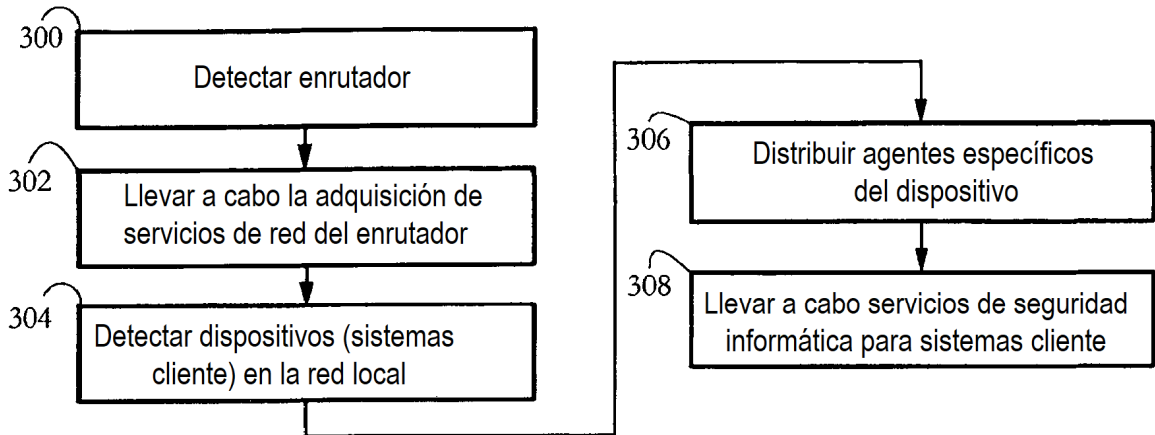 300
Detectar enrutador
302
Llevar a cabo la adquisición de
servicios de red del enrutador
304
Detectar dispositivos (sistemas
cliente) en la red local
306
Distribuir agentes específicos
del dispositivo
308
Llevar a cabo servicios de seguridad
informática para sistemas cliente